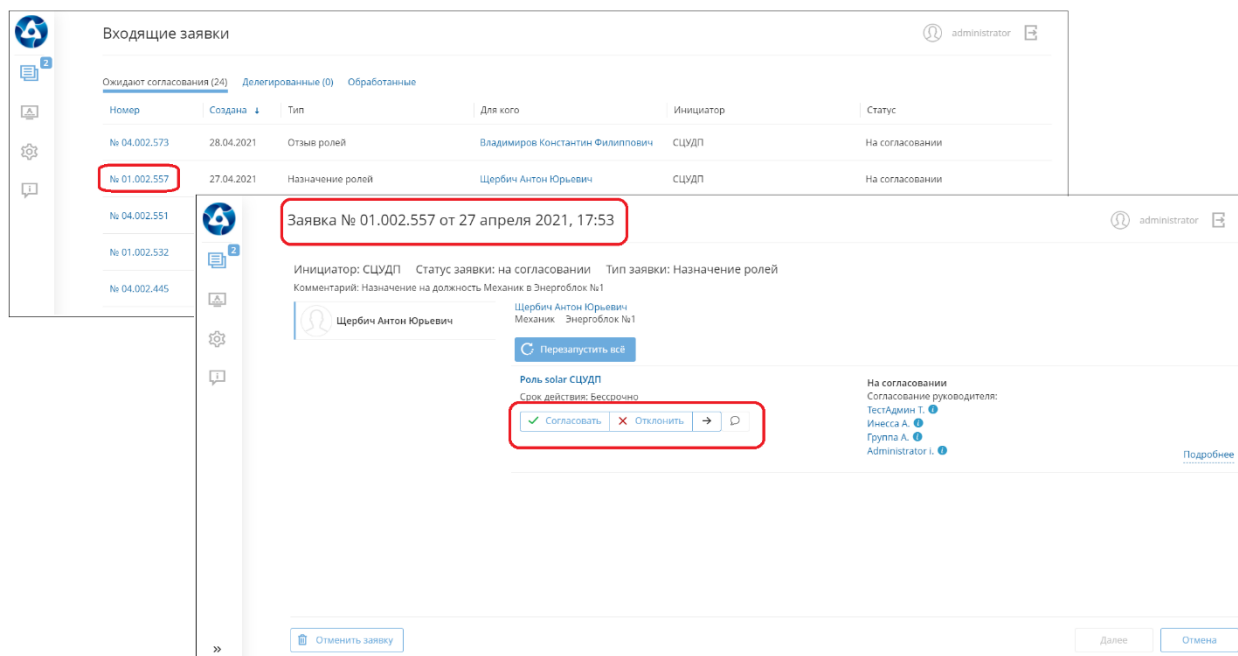 Входящие заявки
administrator
2
Ожидают согласования (24) Делегированные (0) Обработанные
Номер Создана ↓ Тип Для кого Инициатор Статус
№ 04.002.573 28.04.2021 Отзыв ролей Владимиров Константин Филиппович СЦУДП На согласовании
№ 01.002.557 27.04.2021 Назначение ролей Щербич Антон Юрьевич СЦУДП На согласовании
№ 04.002.551
№ 01.002.532
№ 04.002.445
Заявка № 01.002.557 от 27 апреля 2021, 17:53
administrator
2
Инициатор: СЦУДП Статус заявки: на согласовании Тип заявки: Назначение ролей
Комментарий: Назначение на должность Механик в Энергоблок №1
Щербич Антон Юрьевич
Щербич Антон Юрьевич
Механик Энергоблок №1
Перезапустить всё
Роль solar СЦУДП
Срок действия: Бессрочно
Согласовать Отклонить →
На согласовании
Согласование руководителя:
ТестАдмин Т.
Инесса А.
Группа А.
Administrator i.
Подробнее
»
Отменить заявку
Далее Отмена